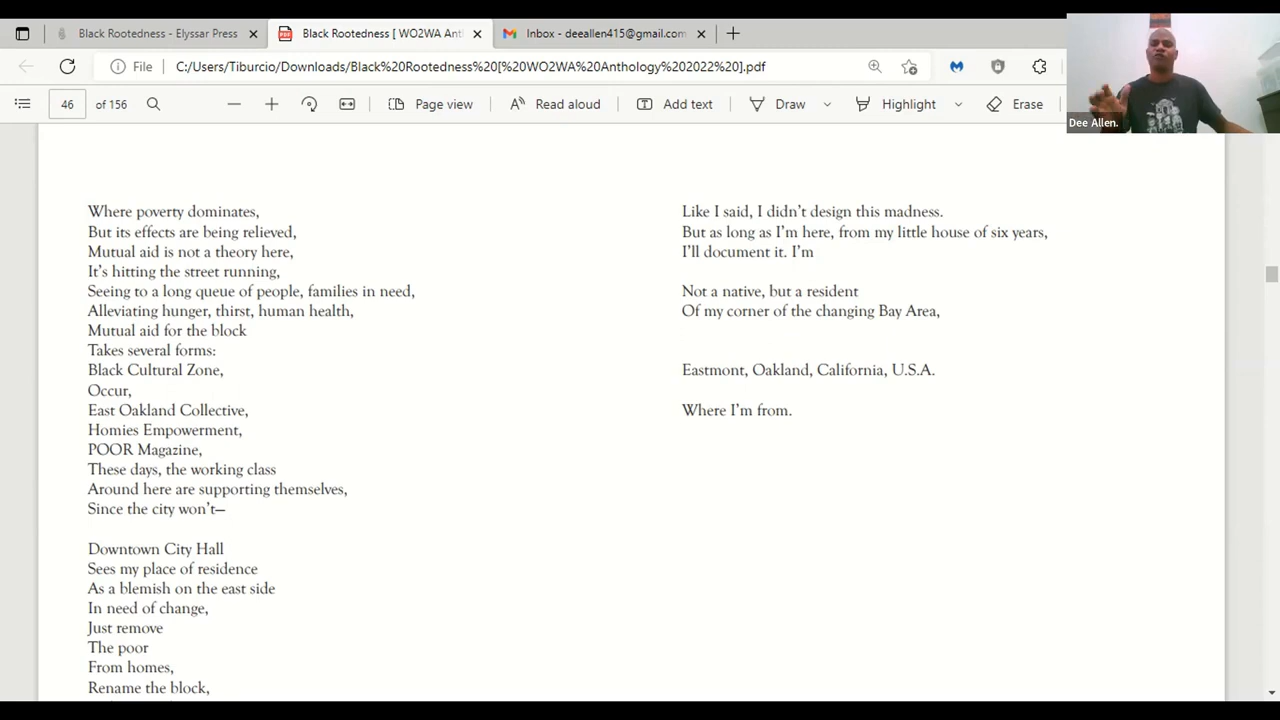 Black Rootedness - Elyssar Press
Black Rootedness [ WO2WA Anth
Inbox - deeallen415@gmail.com
File
C:/Users/Tiburcio/Downloads/Black%20Rootedness%20[%20WO2WA%20Anthology%202022%20].pdf
46 of 156
Page view
Read aloud
Add text
Draw
Highlight
Erase
Dee Allen.
Where poverty dominates,
But its effects are being relieved,
Mutual aid is not a theory here,
It's hitting the street running,
Seeing to a long queue of people, families in need,
Alleviating hunger, thirst, human health,
Mutual aid for the block
Takes several forms:
Black Cultural Zone,
Occur,
East Oakland Collective,
Homies Empowerment,
POOR Magazine,
These days, the working class
Around here are supporting themselves,
Since the city won't—
Downtown City Hall
Sees my place of residence
As a blemish on the east side
In need of change,
Just remove
The poor
From homes,
Rename the block,
Like I said, I didn't design this madness.
But as long as I'm here, from my little house of six years,
I'll document it. I'm
Not a native, but a resident
Of my corner of the changing Bay Area,
Eastmont, Oakland, California, U.S.A.
Where I'm from.